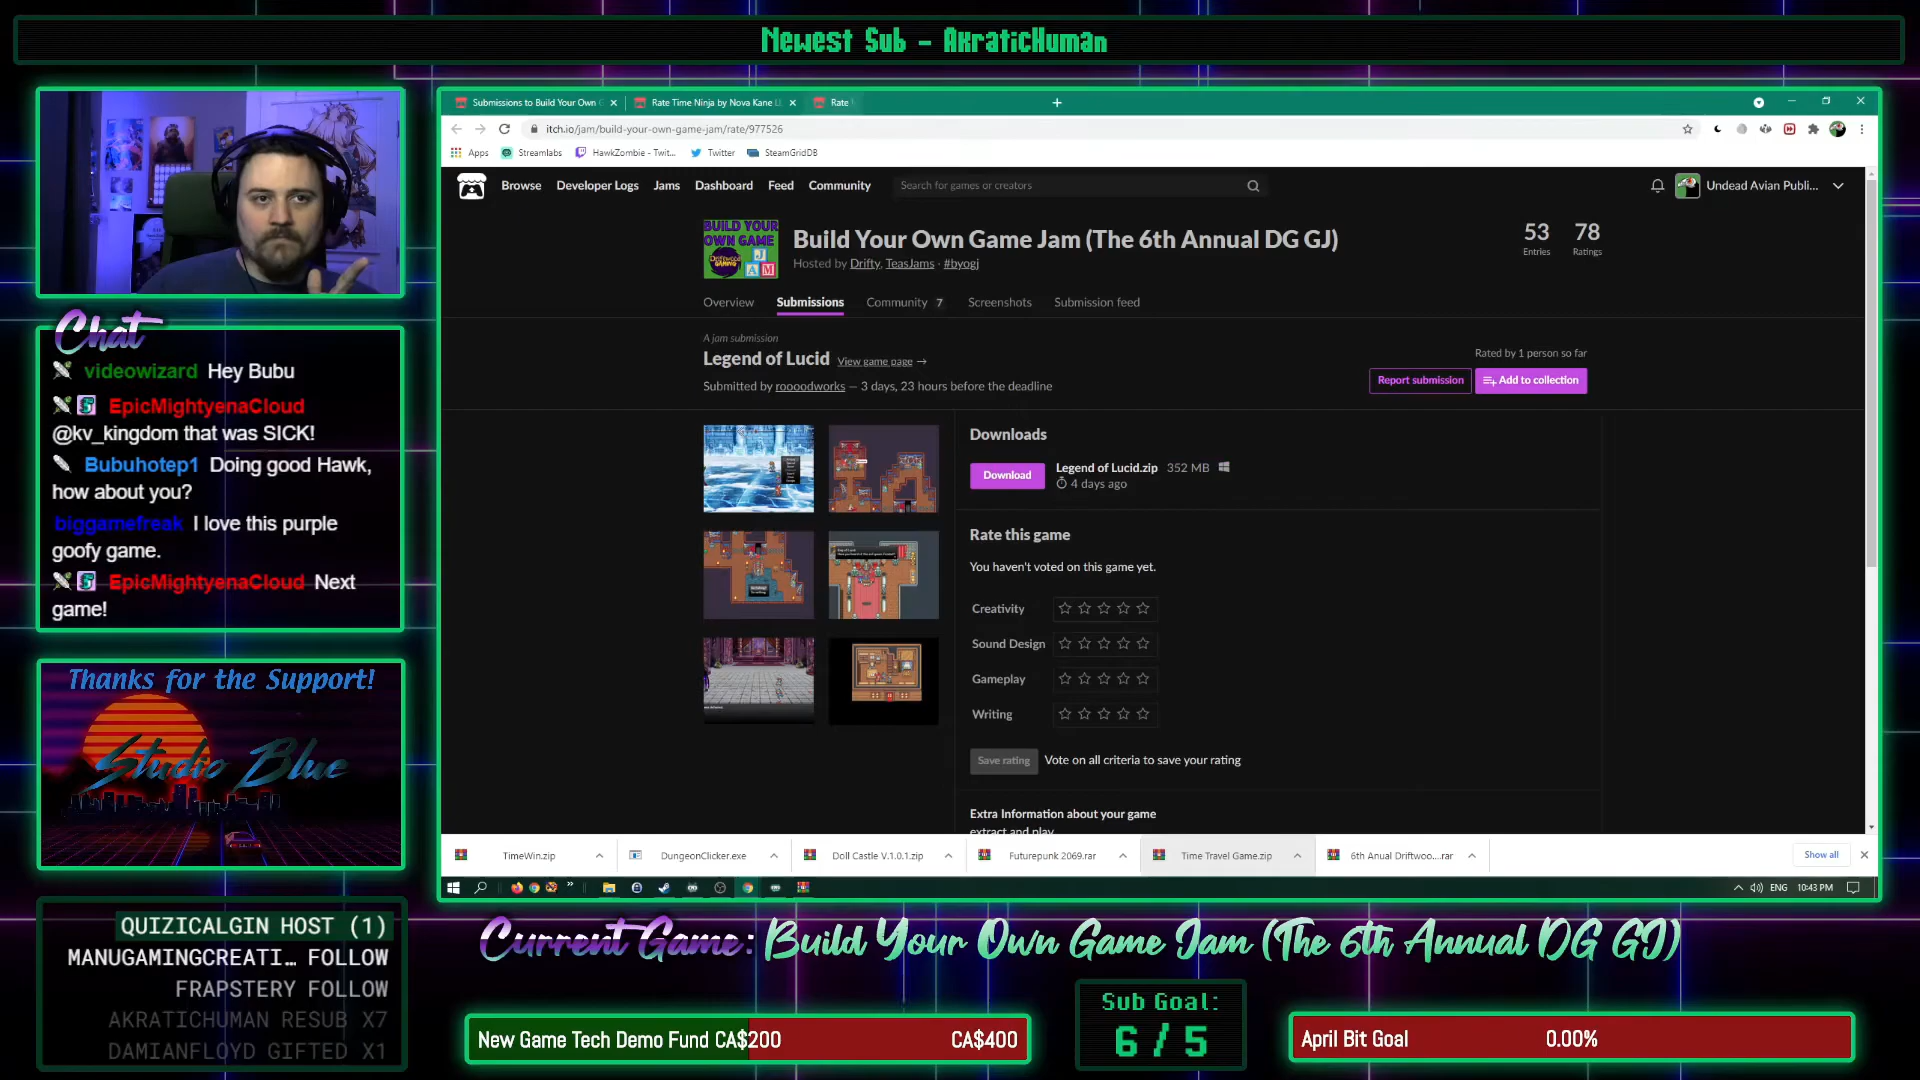 Newest Sub - AkraticHuman
Submissions to Build Your Own G
Rate Time Ninja by Nova Kane LL
Rate
itch.io/jam/build-your-own-game-jam/rate/977526
Apps
Streamlabs
HawkZombie - Twit...
Twitter
SteamGridDB
Browse
Developer Logs
Jams
Dashboard
Feed
Community
Search for games or creators
Undead Avian Publi...
BUILD YOUR
OWN GAME
JAM
Build Your Own Game Jam (The 6th Annual DG GJ)
Hosted by Drifty, TeasJams · #byogj
53
Entries
78
Ratings
Overview
Submissions
Community 7
Screenshots
Submission feed
A jam submission
Legend of Lucid View game page →
Submitted by roooodworks — 3 days, 23 hours before the deadline
Rated by 1 person so far
Report submission
Add to collection
Downloads
Download
Legend of Lucid.zip 352 MB
4 days ago
Rate this game
You haven't voted on this game yet.
Creativity
Sound Design
Gameplay
Writing
Save rating
Vote on all criteria to save your rating
Extra Information about your game
extract and play
TimeWin.zip
DungeonClicker.exe
Doll Castle V.1.0.1.zip
Futurepunk 2069.rar
Time Travel Game.zip
6th Anual Driftwoo....rar
Show all
ENG
10:43 PM
Chat
videowizard Hey Bubu
EpicMightyenaCloud
@kv_kingdom that was SICK!
Bubuhotep1 Doing good Hawk,
how about you?
biggamefreak I love this purple
goofy game.
EpicMightyenaCloud Next
game!
Thanks for the Support!
Studio Blue
QUIZICALGIN HOST (1)
MANUGAMINGCREATI… FOLLOW
FRAPSTERY FOLLOW
AKRATICHUMAN RESUB X7
DAMIANFLOYD GIFTED X1
Current Game: Build Your Own Game Jam (The 6th Annual DG GJ)
New Game Tech Demo Fund CA$200
CA$400
Sub Goal:
6 / 5
April Bit Goal
0.00%